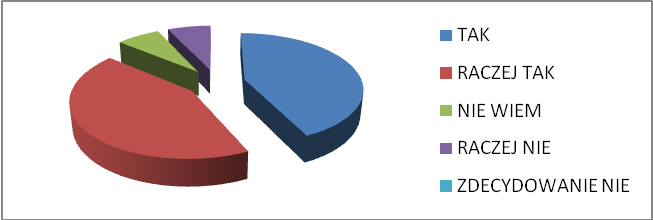 TAK
RACZEJ TAK
NIE WIEM
RACZEJ NIE
ZDECYDOWANIE NIE